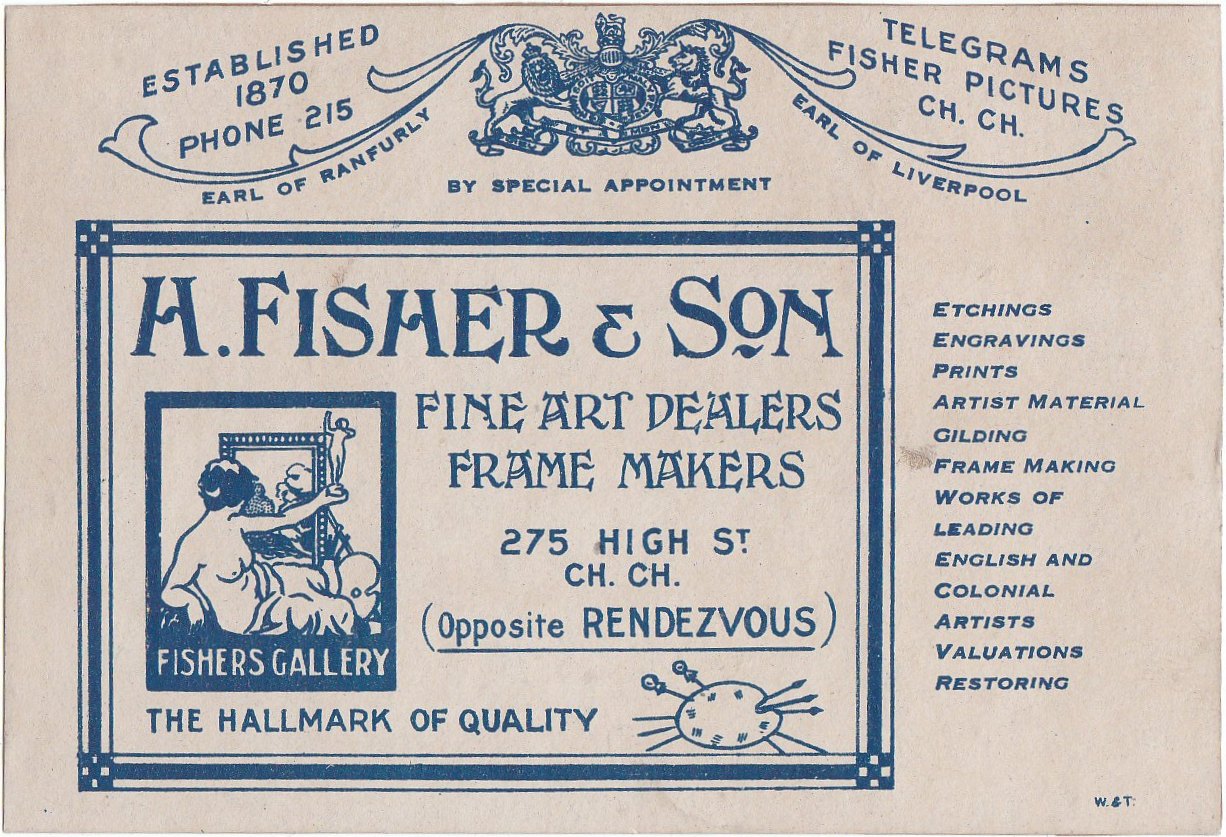 ESTABLISHED
1870
PHONE 215
EARL OF RANFURLY
TELEGRAMS
FISHER PICTURES
CH. CH.
EARL OF LIVERPOOL
BY SPECIAL APPOINTMENT
H. FISHER & SON
FINE ART DEALERS
FRAME MAKERS
275 HIGH ST
CH. CH.
(Opposite RENDEZVOUS)
FISHERS GALLERY
THE HALLMARK OF QUALITY
ETCHINGS
ENGRAVINGS
PRINTS
ARTIST MATERIAL
GILDING
FRAME MAKING
WORKS OF
LEADING
ENGLISH AND
COLONIAL
ARTISTS
VALUATIONS
RESTORING
W. & T.